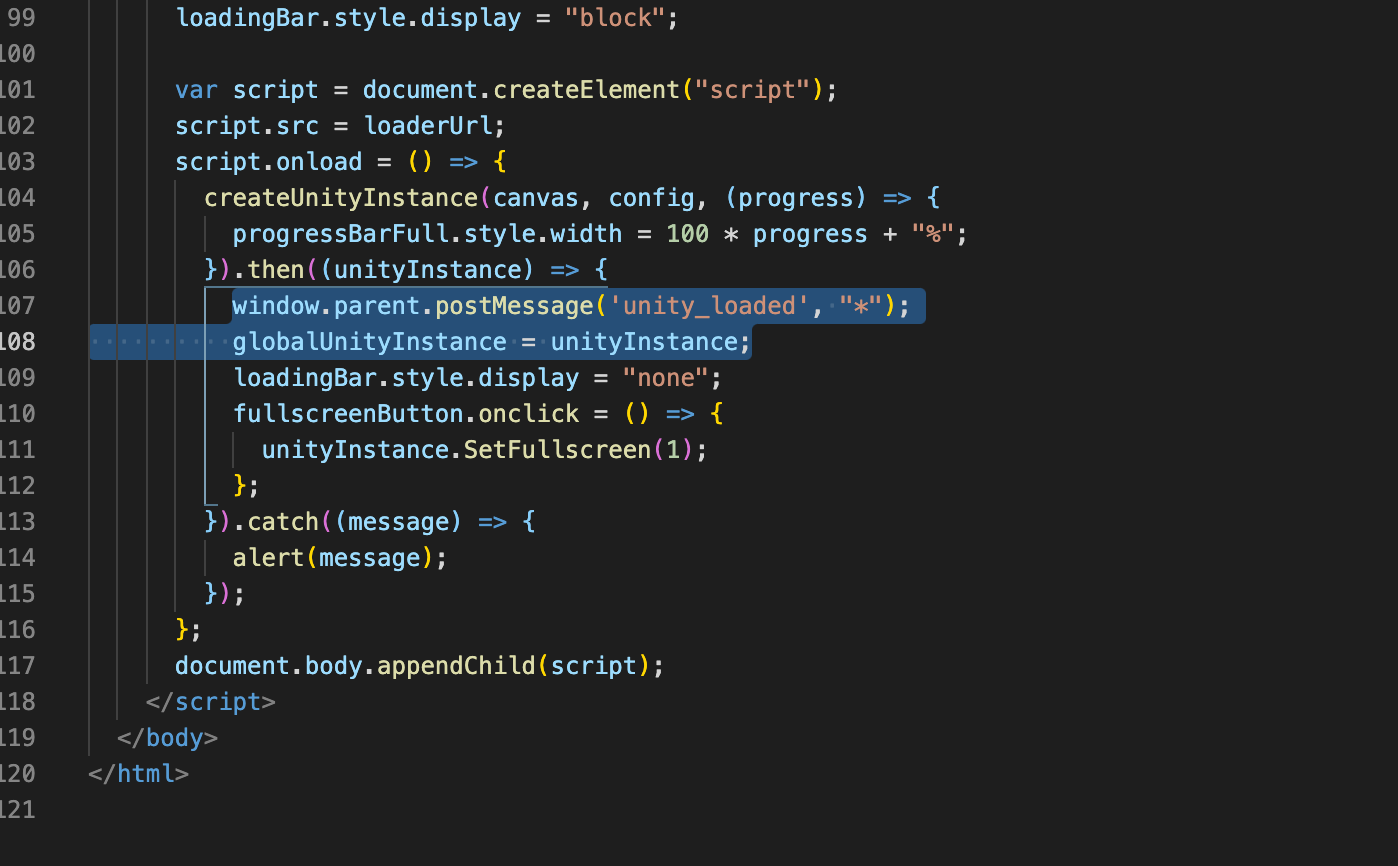 99 loadingBar.style.display = "block";
100
101 var script = document.createElement("script");
102 script.src = loaderUrl;
103 script.onload = () => {
104 createUnityInstance(canvas, config, (progress) => {
105 progressBarFull.style.width = 100 * progress + "%";
106 }).then((unityInstance) => {
107 window.parent.postMessage('unity_loaded', "*");
108 globalUnityInstance = unityInstance;
109 loadingBar.style.display = "none";
110 fullscreenButton.onclick = () => {
111 unityInstance.SetFullscreen(1);
112 };
113 }).catch((message) => {
114 alert(message);
115 });
116 };
117 document.body.appendChild(script);
118 </script>
119 </body>
120 </html>
121